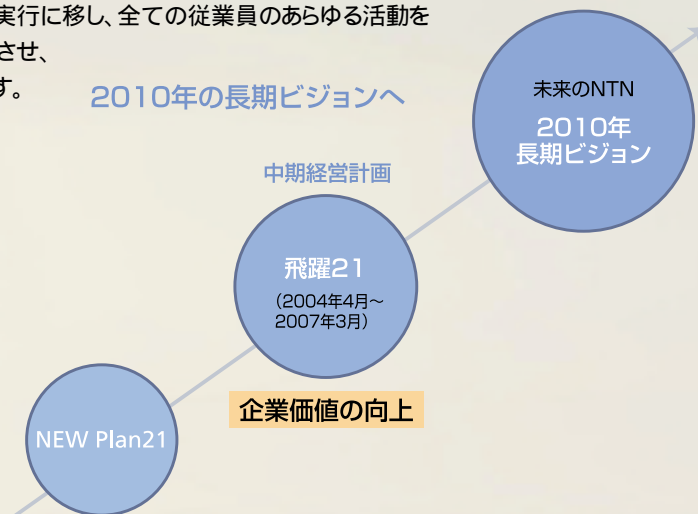 実行に移し、全ての従業員のあらゆる活動を
させ、
す。
2010年の長期ビジョンへ
未来のNTN
2010年
長期ビジョン
中期経営計画
飛躍21
（2004年4月～
2007年3月）
企業価値の向上
NEW Plan21